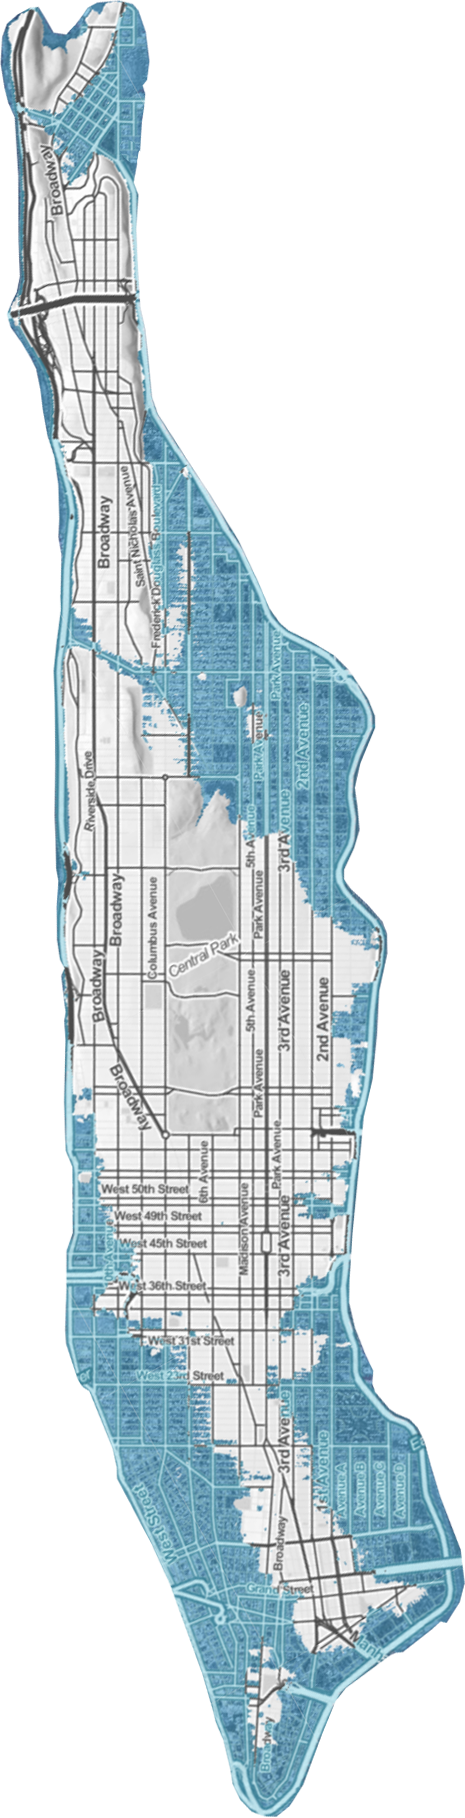 Broadway
Broadway
Saint Nicholas Avenue
Frederick Douglass Boulevard
Park Avenue
Park Avenue
2nd Avenue
Riverside Drive
5th Avenue
3rd Avenue
Broadway
Columbus Avenue
Park Avenue
Central Park
Broadway
5th Avenue
3rd Avenue
2nd Avenue
Broadway
Park Avenue
6th Avenue
Park Avenue
West 50th Street
Madison Avenue
3rd Avenue
West 49th Street
West 45th Street
West 36th Street
West 31st Street
West 23rd Street
3rd Avenue
1st Avenue
Avenue A
Avenue B
Avenue C
West Street
Broadway
Grand Street
Manh
Broadway